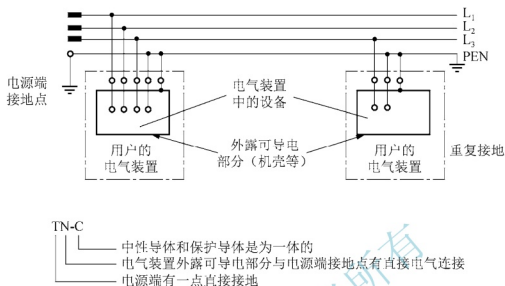 L₁
L₂
L₃
PEN
电源端
接地点
电气装置
中的设备
外露可导电
部分（机壳等）
用户的
电气装置
用户的
电气装置
重复接地
TN-C
中性导体和保护导体是为一体的
电气装置外露可导电部分与电源端接地点有直接电气连接
电源端有一点直接接地
所有